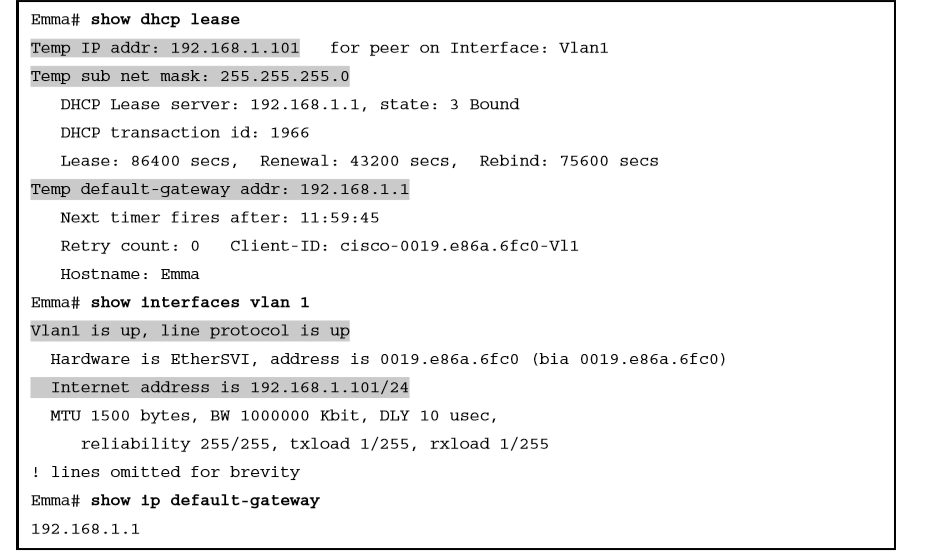 Emma# show dhcp lease
Temp IP addr: 192.168.1.101   for peer on Interface: Vlan1
Temp sub net mask: 255.255.255.0
   DHCP Lease server: 192.168.1.1, state: 3 Bound
   DHCP transaction id: 1966
   Lease: 86400 secs,  Renewal: 43200 secs,  Rebind: 75600 secs
Temp default-gateway addr: 192.168.1.1
   Next timer fires after: 11:59:45
   Retry count: 0   Client-ID: cisco-0019.e86a.6fc0-Vl1
   Hostname: Emma
Emma# show interfaces vlan 1
Vlan1 is up, line protocol is up
  Hardware is EtherSVI, address is 0019.e86a.6fc0 (bia 0019.e86a.6fc0)
  Internet address is 192.168.1.101/24
  MTU 1500 bytes, BW 1000000 Kbit, DLY 10 usec,
     reliability 255/255, txload 1/255, rxload 1/255
! lines omitted for brevity
Emma# show ip default-gateway
192.168.1.1